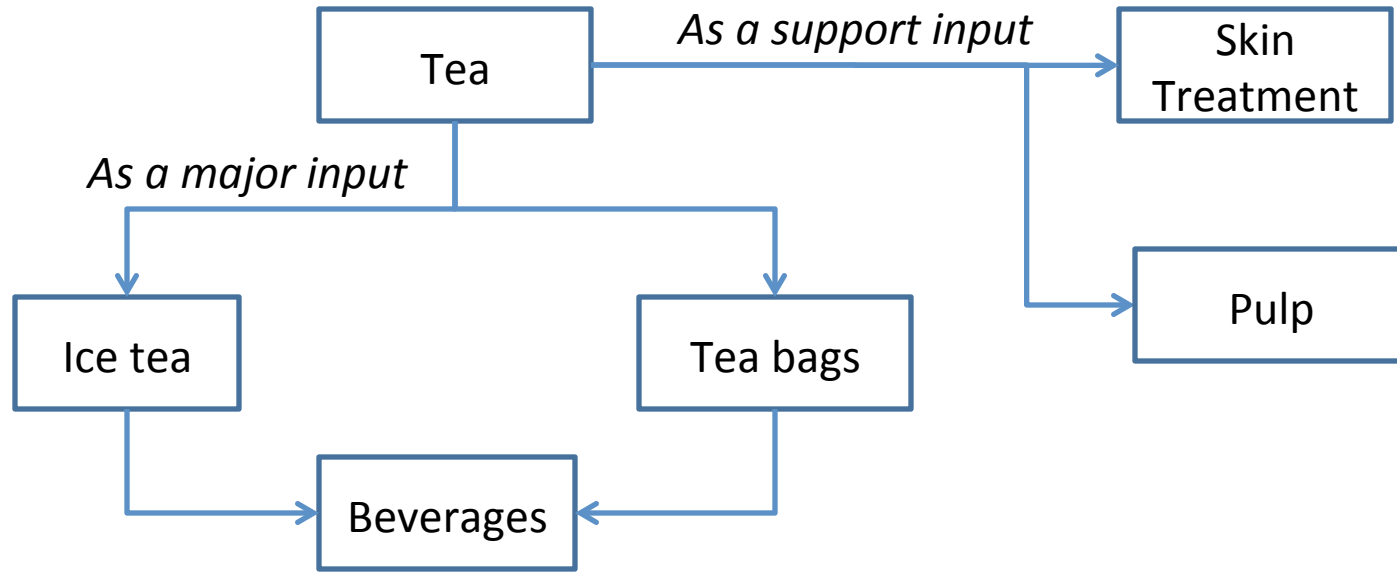 As a support input
Tea
Skin
Treatment
As a major input
Pulp
Ice tea
Tea bags
Beverages